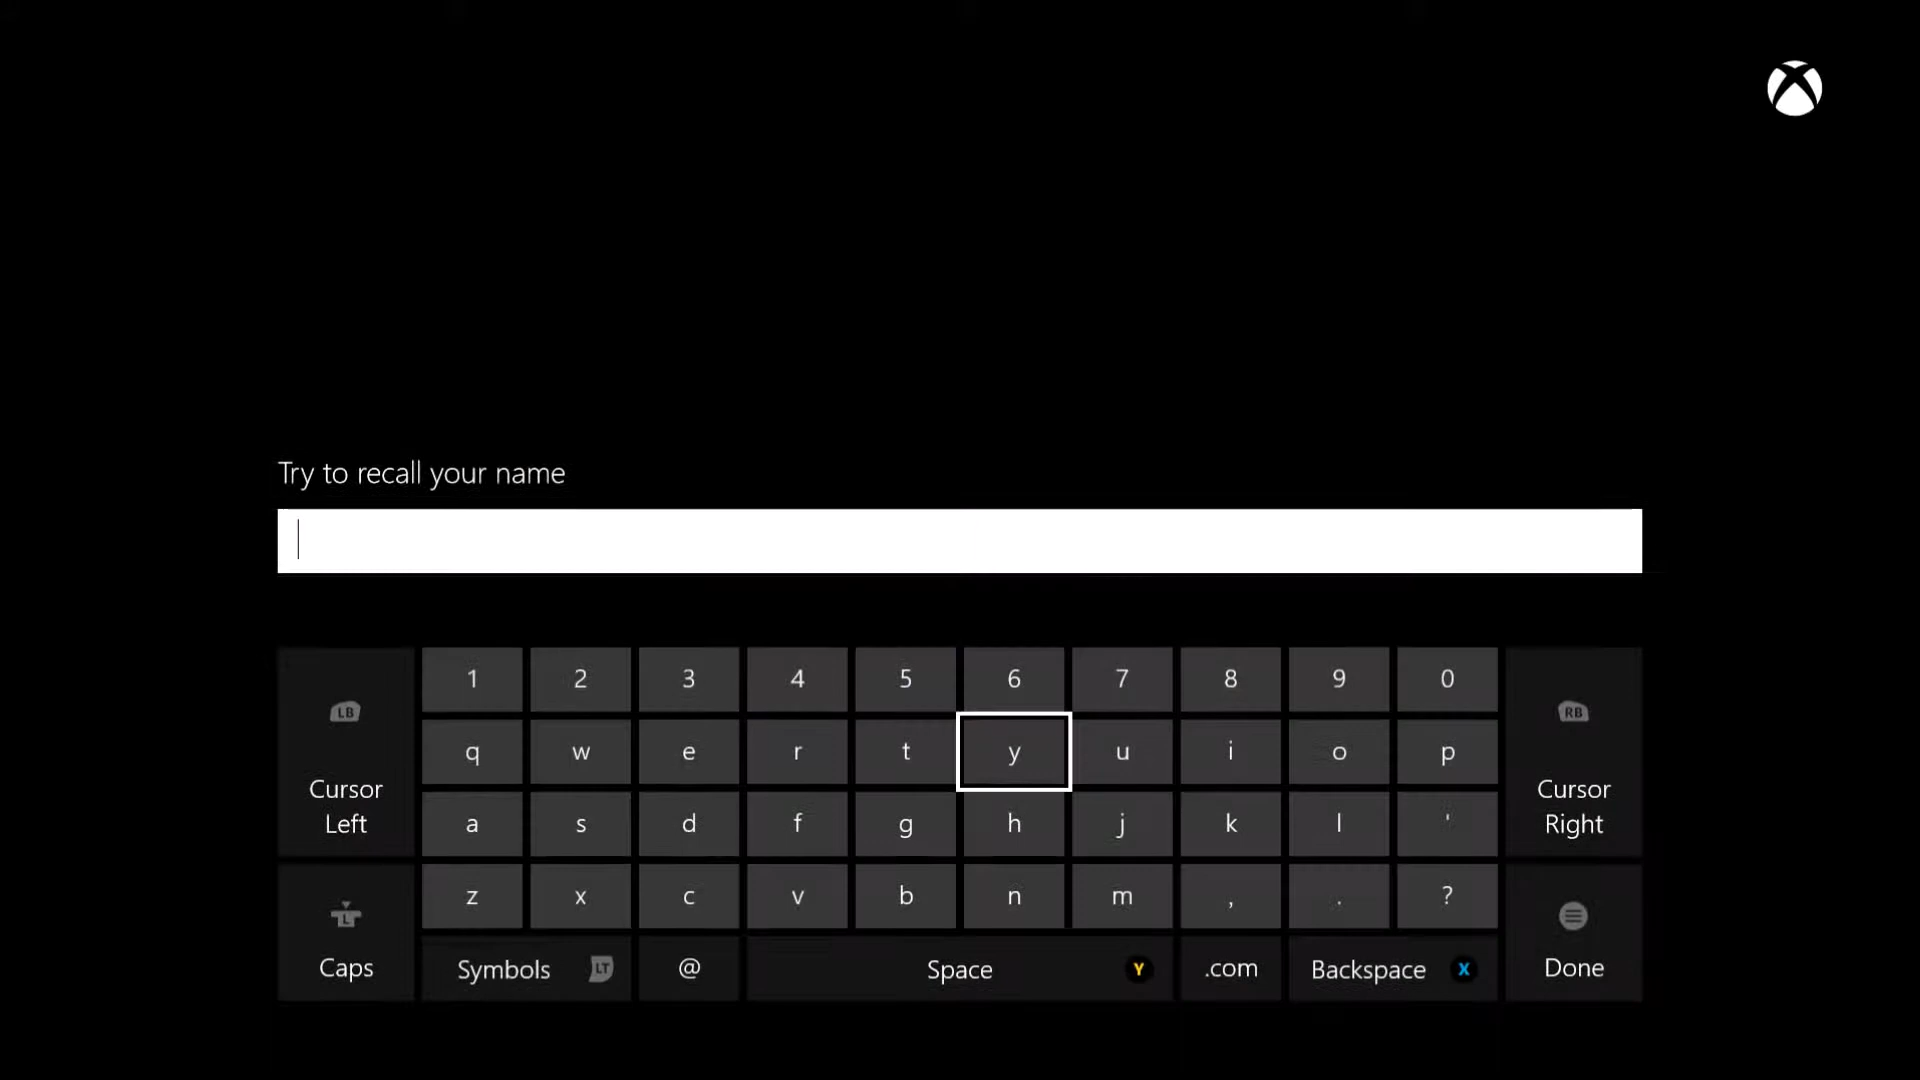 Try to recall your name
1 2 3 4 5 6 7 8 9 0
LB RB
q w e r t y u i o p
Cursor Left
Cursor Right
a s d f g h j k l '
z x c v b n m , . ?
L
Caps
Symbols LT @ Space Y .com Backspace X
Done